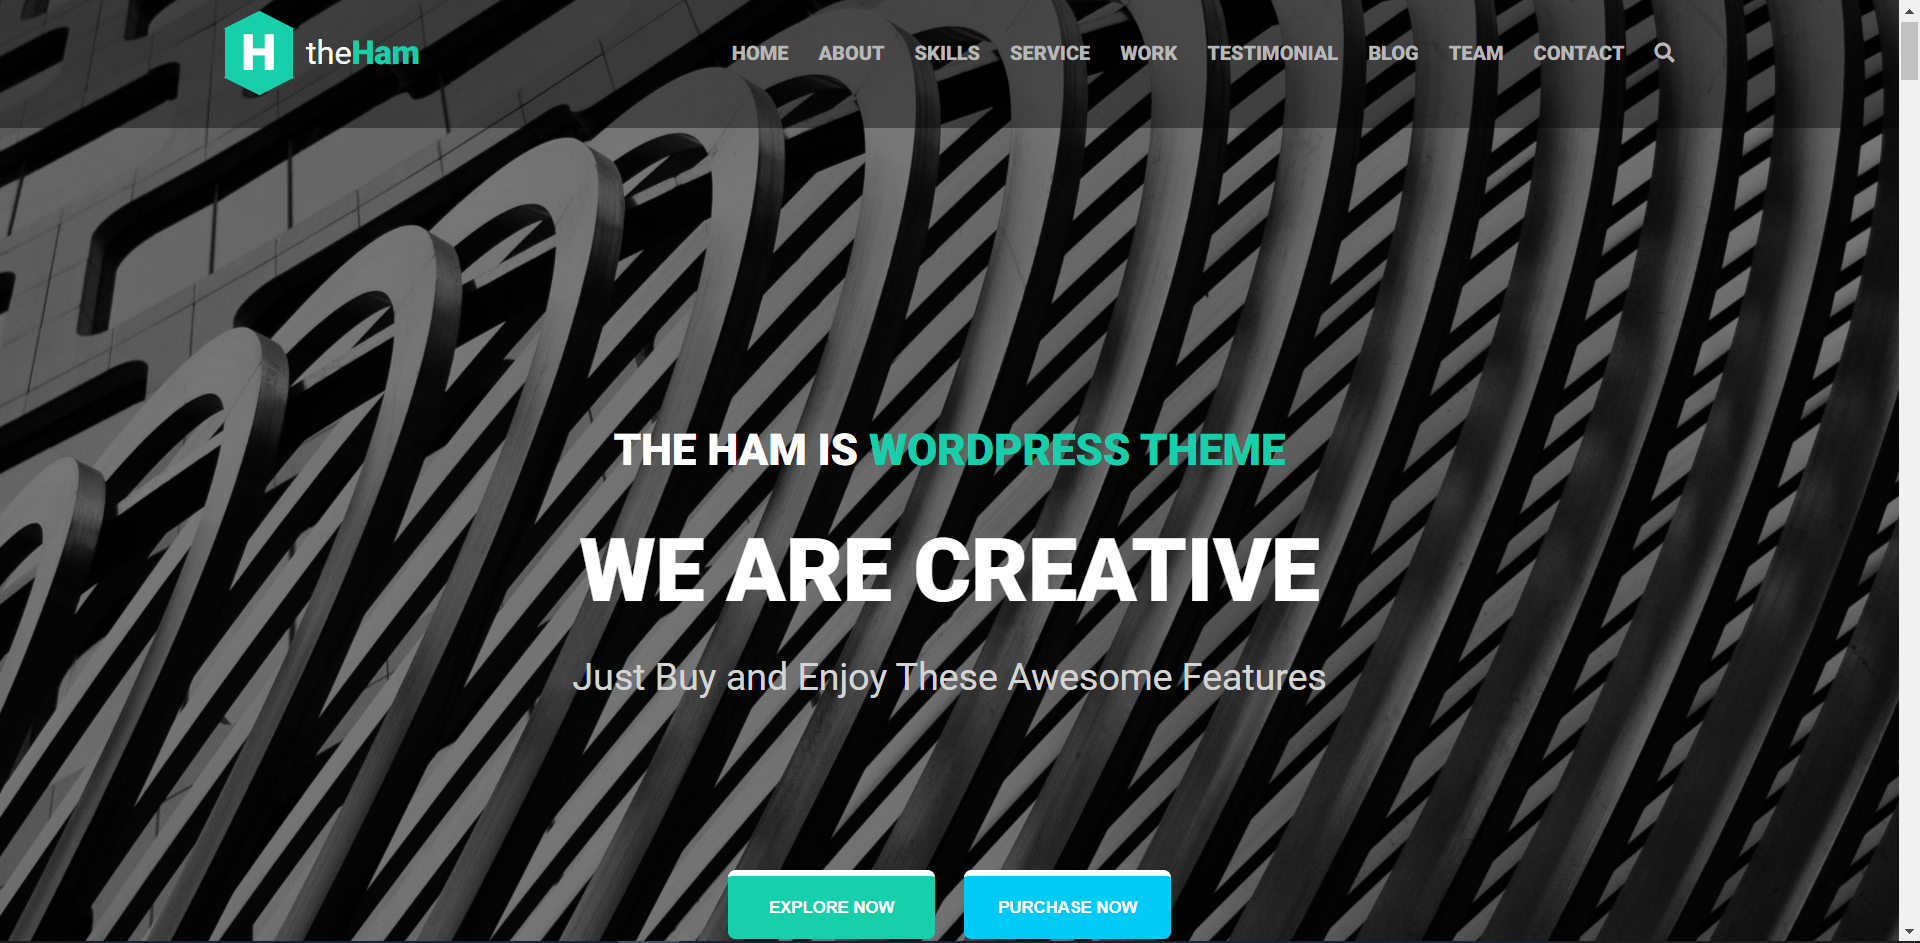 H theHam
HOME ABOUT SKILLS SERVICE WORK TESTIMONIAL BLOG TEAM CONTACT
THE HAM IS WORDPRESS THEME
WE ARE CREATIVE
Just Buy and Enjoy These Awesome Features
EXPLORE NOW PURCHASE NOW